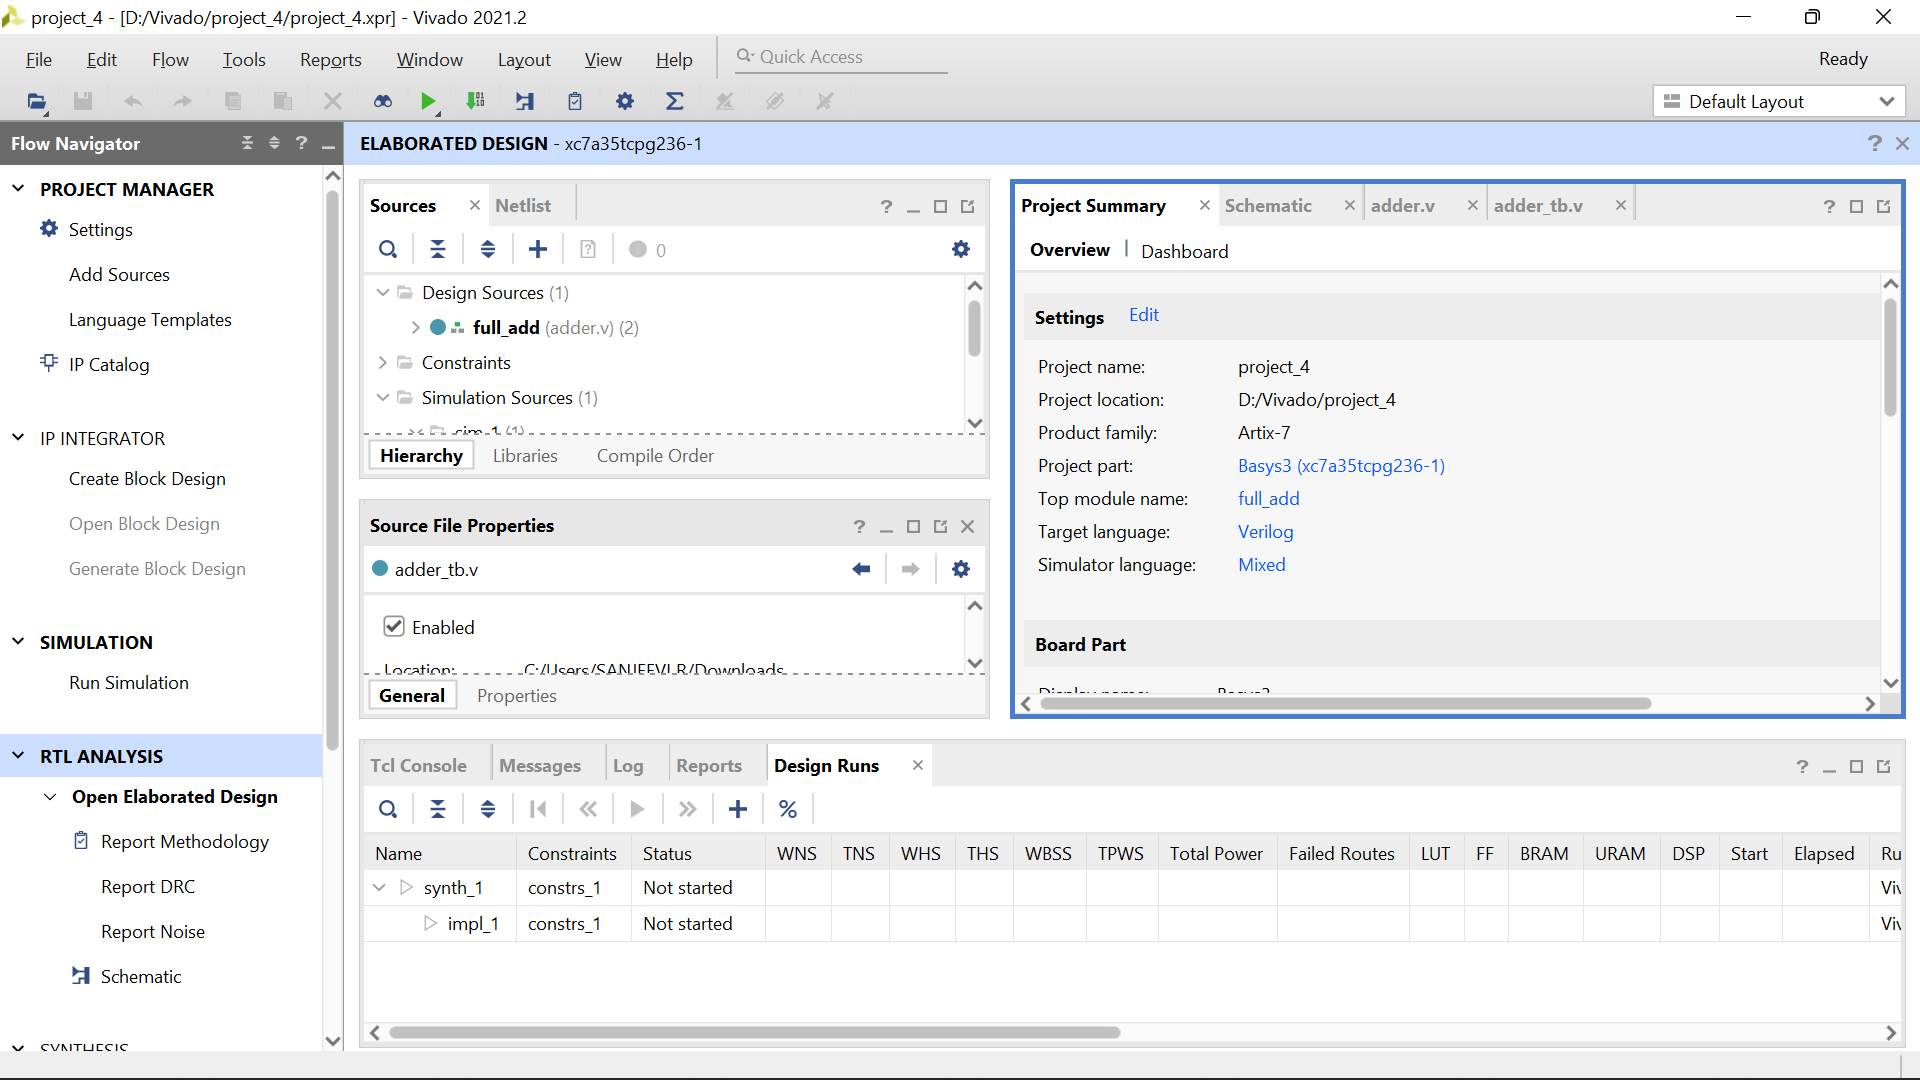 project_4 - [D:/Vivado/project_4/project_4.xpr] - Vivado 2021.2
File Edit Flow Tools Reports Window Layout View Help Quick Access Ready
Default Layout
Flow Navigator
ELABORATED DESIGN - xc7a35tcpg236-1
PROJECT MANAGER
Settings
Add Sources
Language Templates
IP Catalog
IP INTEGRATOR
Create Block Design
Open Block Design
Generate Block Design
SIMULATION
Run Simulation
RTL ANALYSIS
Open Elaborated Design
Report Methodology
Report DRC
Report Noise
Schematic
SYNTHESIS
Sources Netlist
0
Design Sources (1)
full_add (adder.v) (2)
Constraints
Simulation Sources (1)
sim_1 (1)
Hierarchy Libraries Compile Order
Source File Properties
adder_tb.v
Enabled
Location: C:/Users/SANJEEVI R/Downloads
General Properties
Project Summary Schematic adder.v adder_tb.v
Overview | Dashboard
Settings Edit
Project name: project_4
Project location: D:/Vivado/project_4
Product family: Artix-7
Project part: Basys3 (xc7a35tcpg236-1)
Top module name: full_add
Target language: Verilog
Simulator language: Mixed
Board Part
Display name: Basys3
Tcl Console Messages Log Reports Design Runs
Name Constraints Status WNS TNS WHS THS WBSS TPWS Total Power Failed Routes LUT FF BRAM URAM DSP Start Elapsed Ru
synth_1 constrs_1 Not started Viv
impl_1 constrs_1 Not started Viv